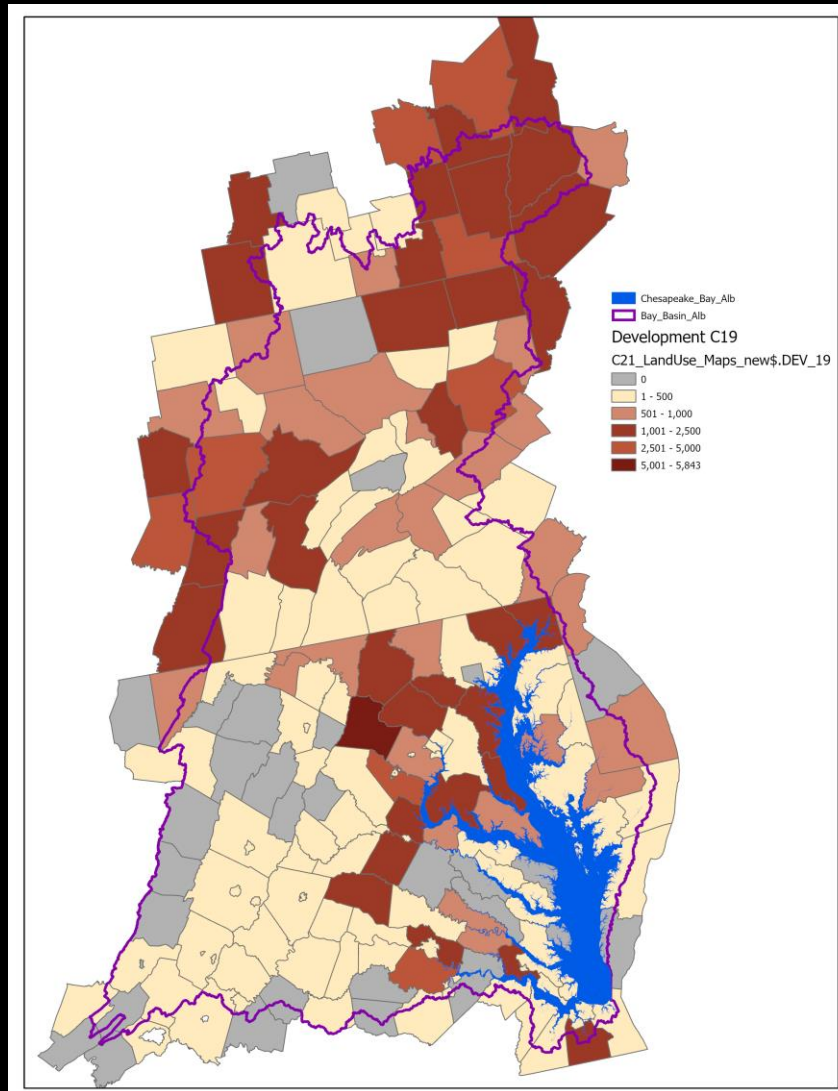 Chesapeake_Bay_Alb
Bay_Basin_Alb
Development C19
C21_LandUse_Maps_new$.DEV_19
0
1 - 500
501 - 1,000
1,001 - 2,500
2,501 - 5,000
5,001 - 5,843